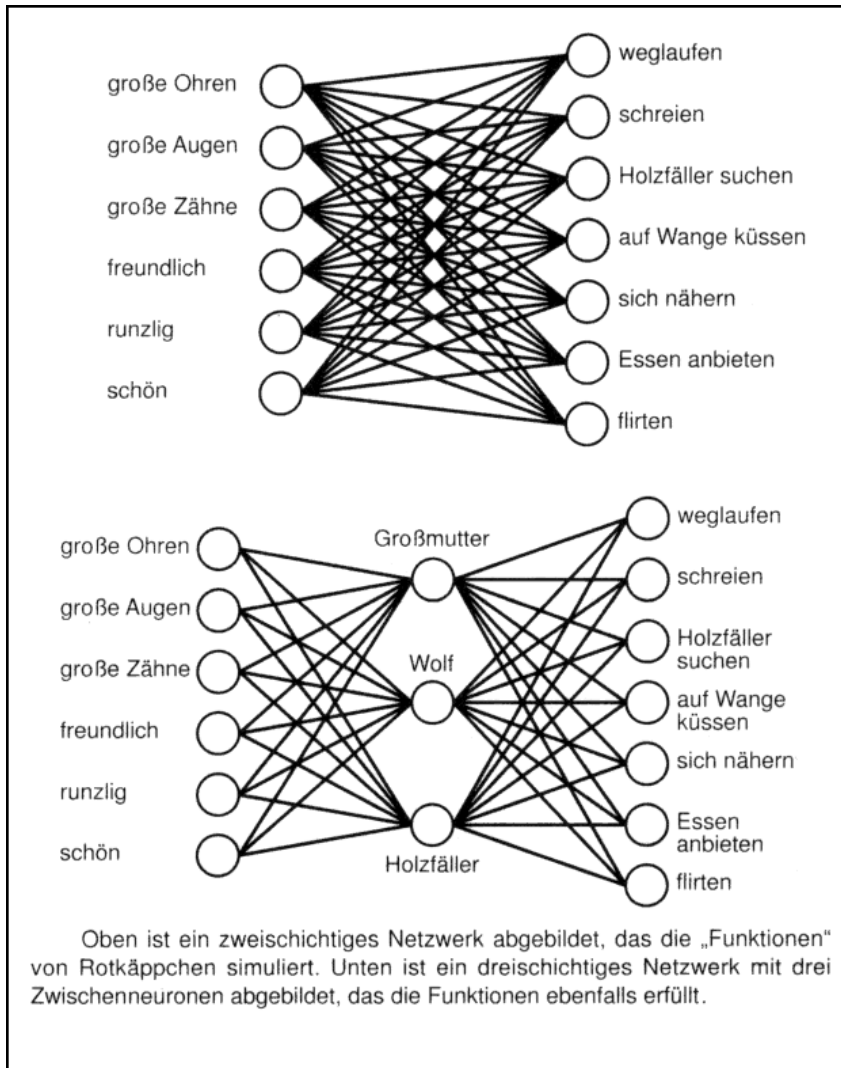 große Ohren
große Augen
große Zähne
freundlich
runzlig
schön
weglaufen
schreien
Holzfäller suchen
auf Wange küssen
sich nähern
Essen anbieten
flirten
große Ohren
große Augen
große Zähne
freundlich
runzlig
schön
Großmutter
Wolf
Holzfäller
weglaufen
schreien
Holzfäller
suchen
auf Wange
küssen
sich nähern
Essen
anbieten
flirten
Oben ist ein zweischichtiges Netzwerk abgebildet, das die „Funktionen“
von Rotkäppchen simuliert. Unten ist ein dreischichtiges Netzwerk mit drei
Zwischenneuronen abgebildet, das die Funktionen ebenfalls erfüllt.